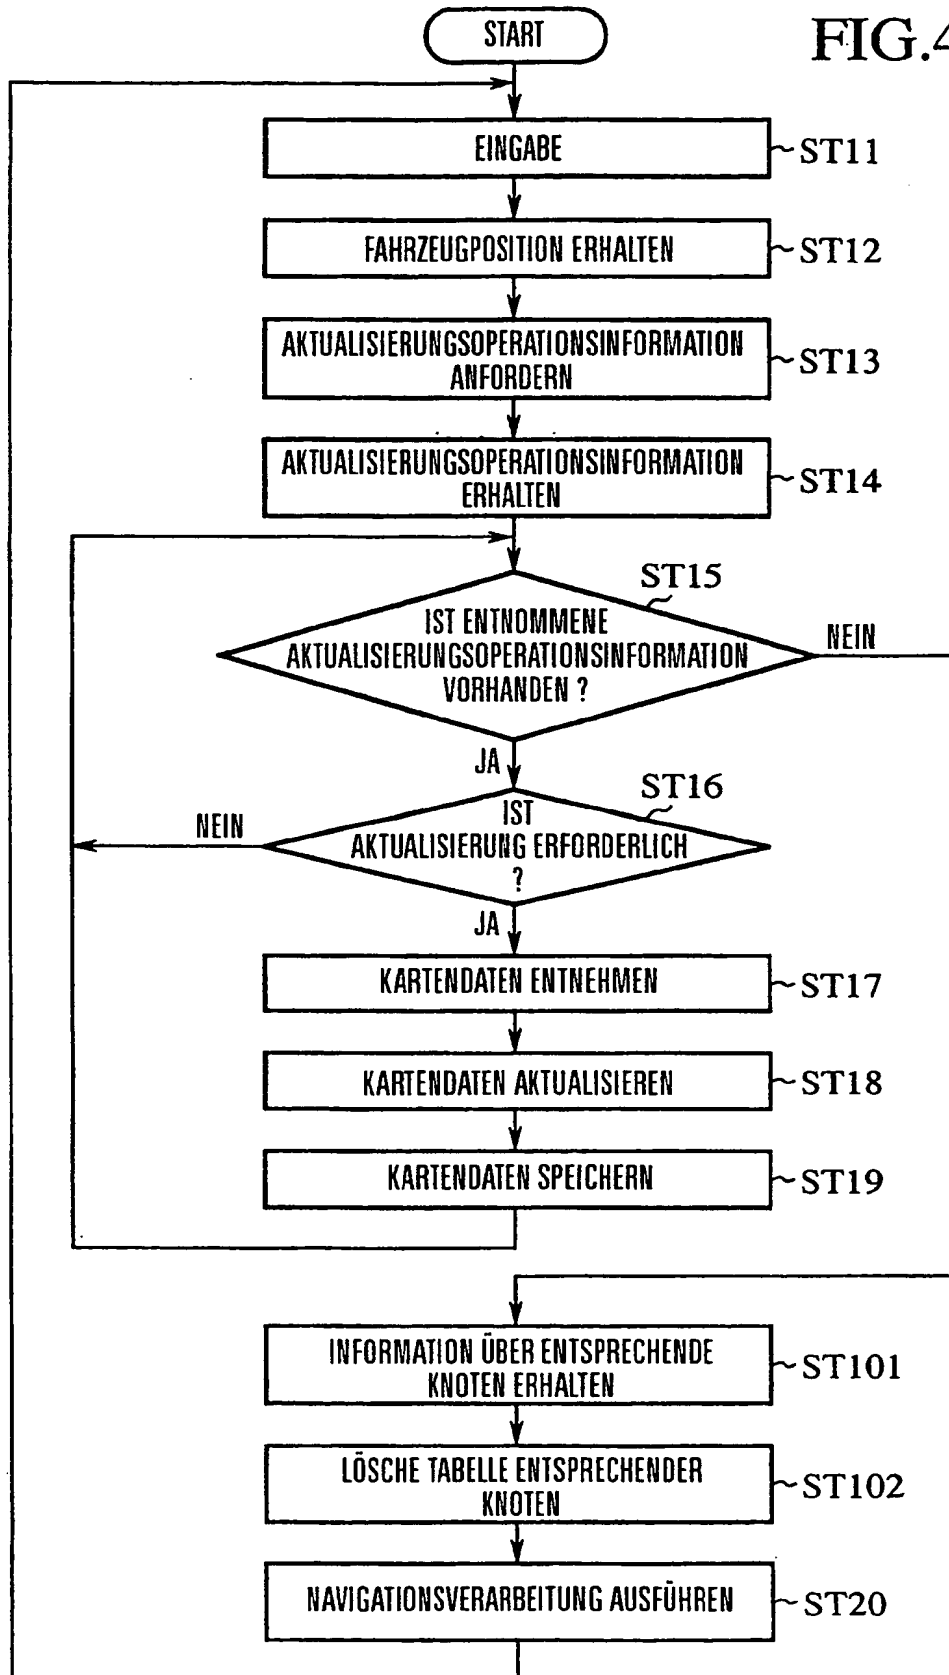 START
FIG.4
EINGABE
ST11
FAHRZEUGPOSITION ERHALTEN
ST12
AKTUALISIERUNGSOPERATIONSINFORMATION
ANFORDERN
ST13
AKTUALISIERUNGSOPERATIONSINFORMATION
ERHALTEN
ST14
ST15
IST ENTNOMMENE
AKTUALISIERUNGSOPERATIONSINFORMATION
VORHANDEN ?
NEIN
JA
ST16
IST
AKTUALISIERUNG ERFORDERLICH
?
NEIN
JA
KARTENDATEN ENTNEHMEN
ST17
KARTENDATEN AKTUALISIEREN
ST18
KARTENDATEN SPEICHERN
ST19
INFORMATION ÜBER ENTSPRECHENDE
KNOTEN ERHALTEN
ST101
LÖSCHE TABELLE ENTSPRECHENDER
KNOTEN
ST102
NAVIGATIONSVERARBEITUNG AUSFÜHREN
ST20